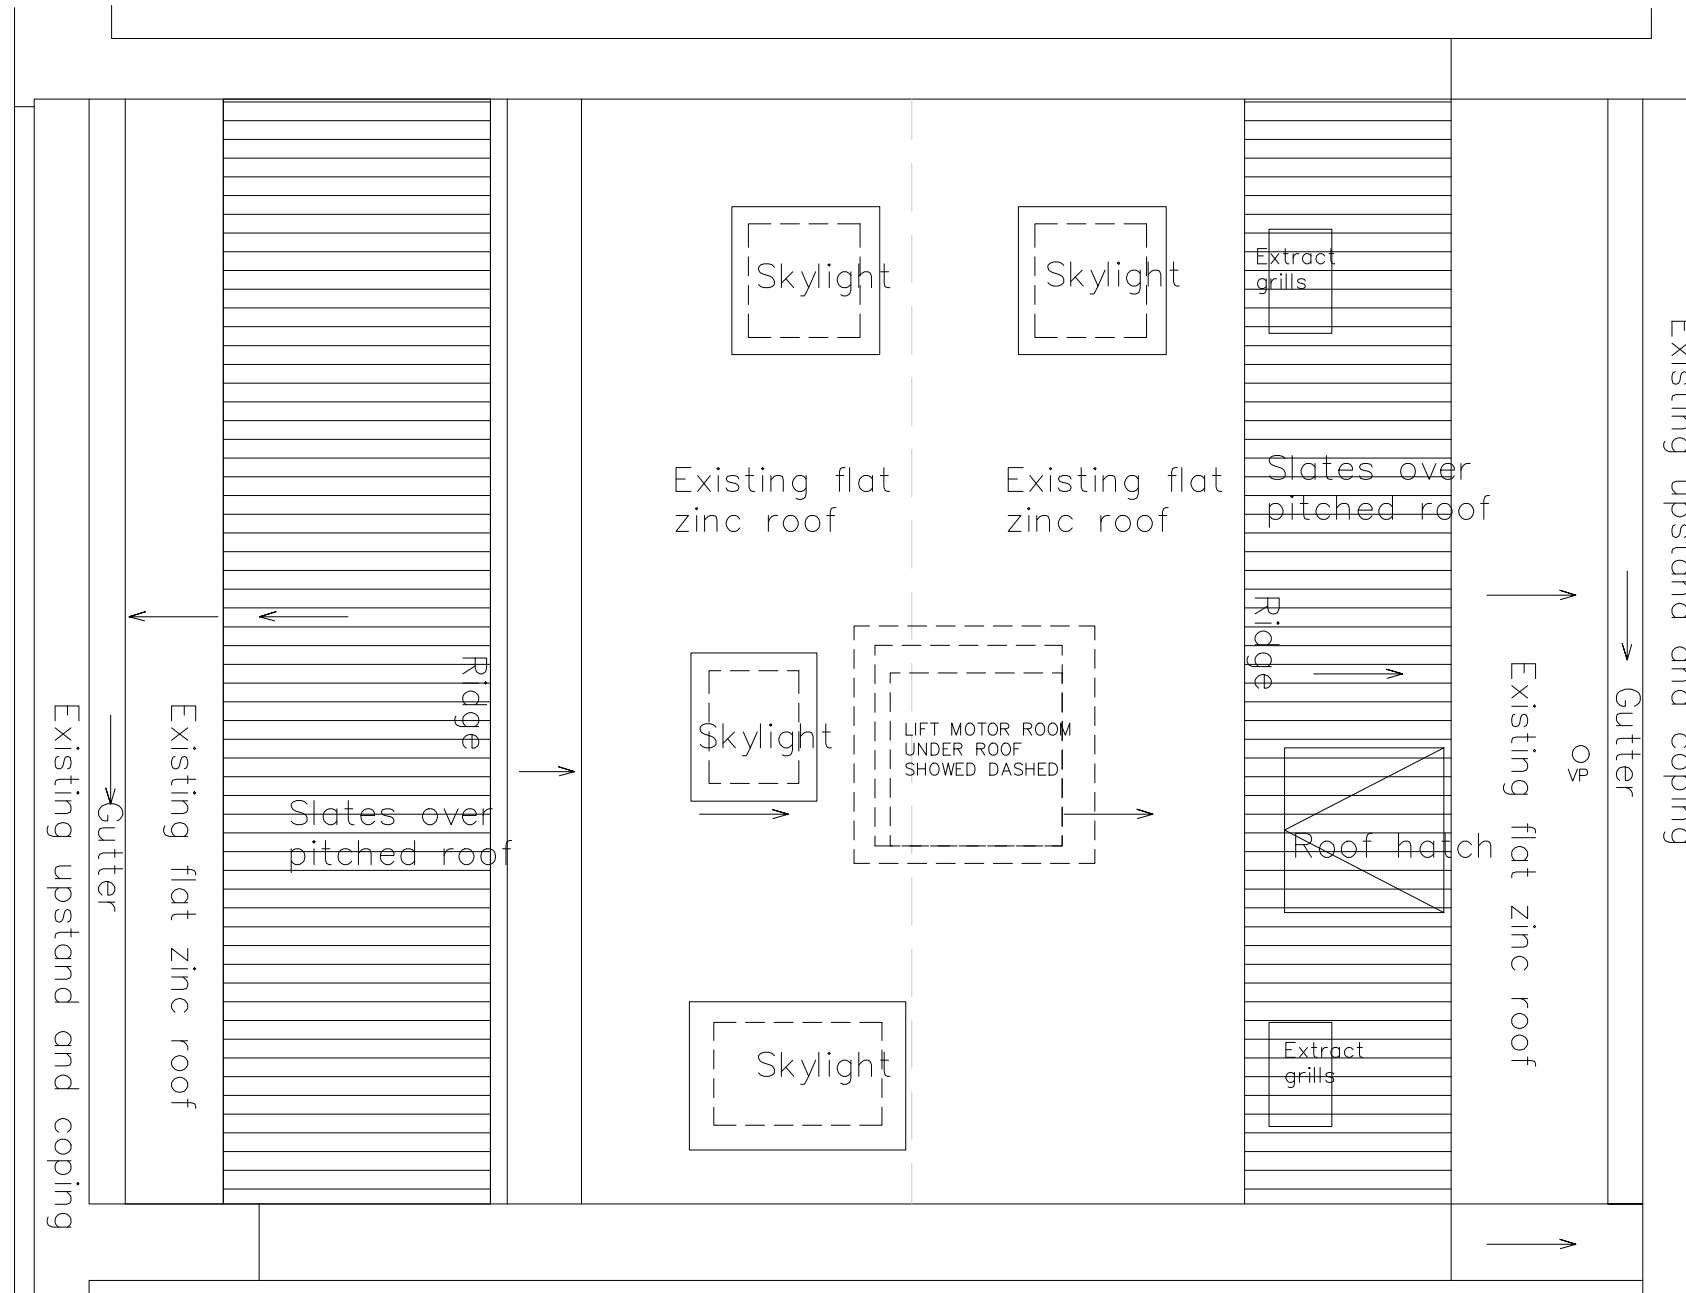 Skylight
Skylight
Extract
grills
Existing flat
zinc roof
Existing flat
zinc roof
Slates over
pitched roof
Existing upstand and coping
Ridge
Ridge
Skylight
LIFT MOTOR ROOM
UNDER ROOF
SHOWED DASHED
Existing flat zinc roof
VP
Gutter
Existing upstand and coping
Gutter
Existing flat zinc roof
Slates over
pitched roof
Roof hatch
Skylight
Extract
grills